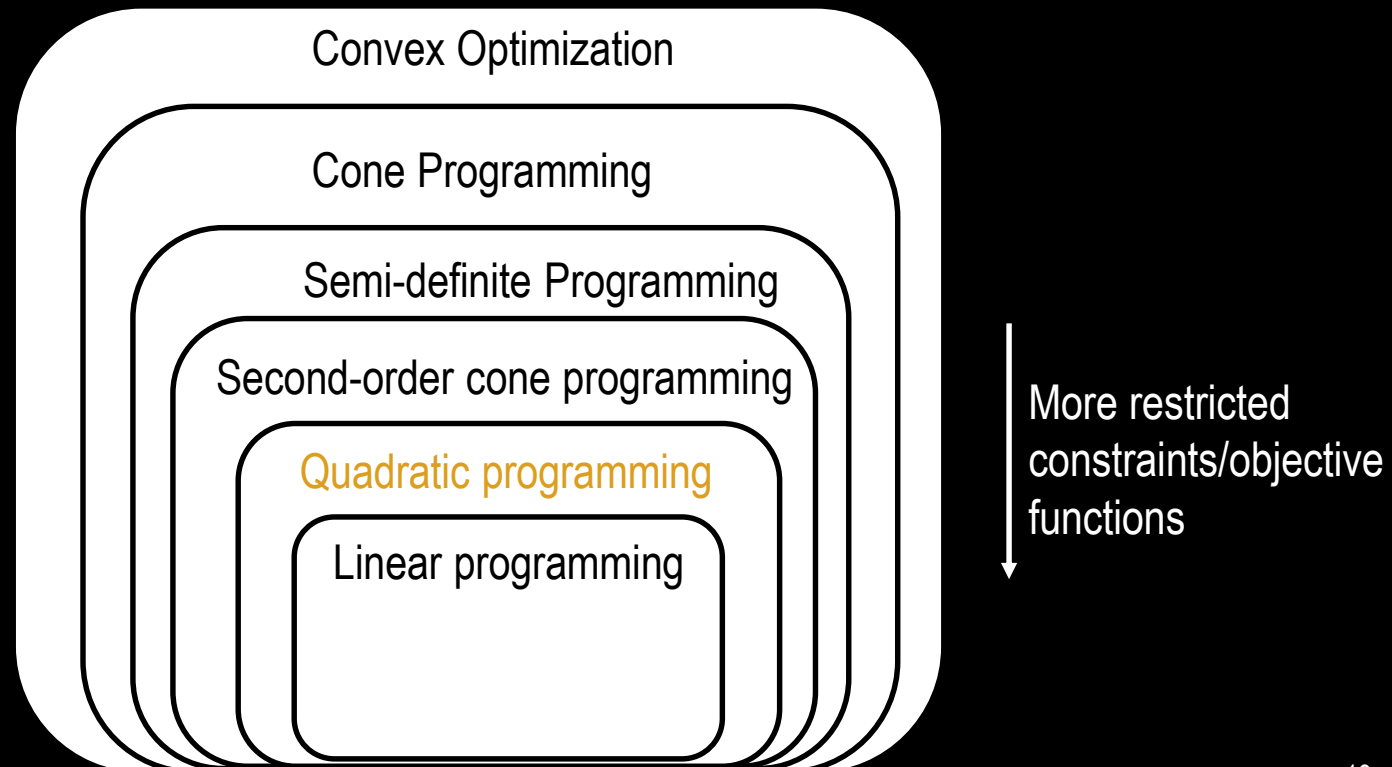 Convex Optimization
Cone Programming
Semi-definite Programming
Second-order cone programming
Quadratic programming
Linear programming
More restricted
constraints/objective
functions